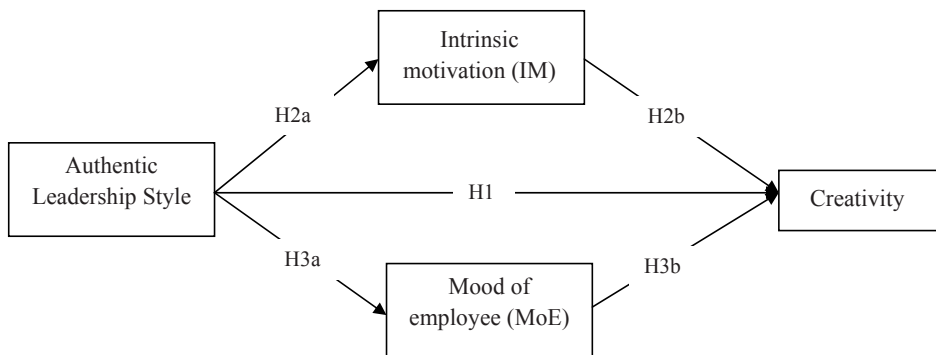 Intrinsic
motivation (IM)
H2a
H2b
Authentic
Leadership Style
H1
Creativity
H3a
H3b
Mood of
employee (MoE)